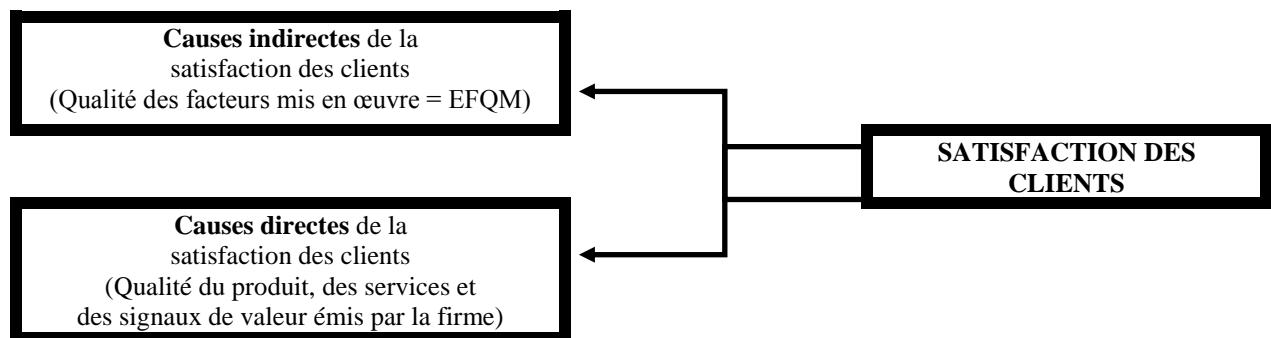 Causes indirectes de la
satisfaction des clients
(Qualité des facteurs mis en œuvre = EFQM)
SATISFACTION DES
CLIENTS
Causes directes de la
satisfaction des clients
(Qualité du produit, des services et
des signaux de valeur émis par la firme)